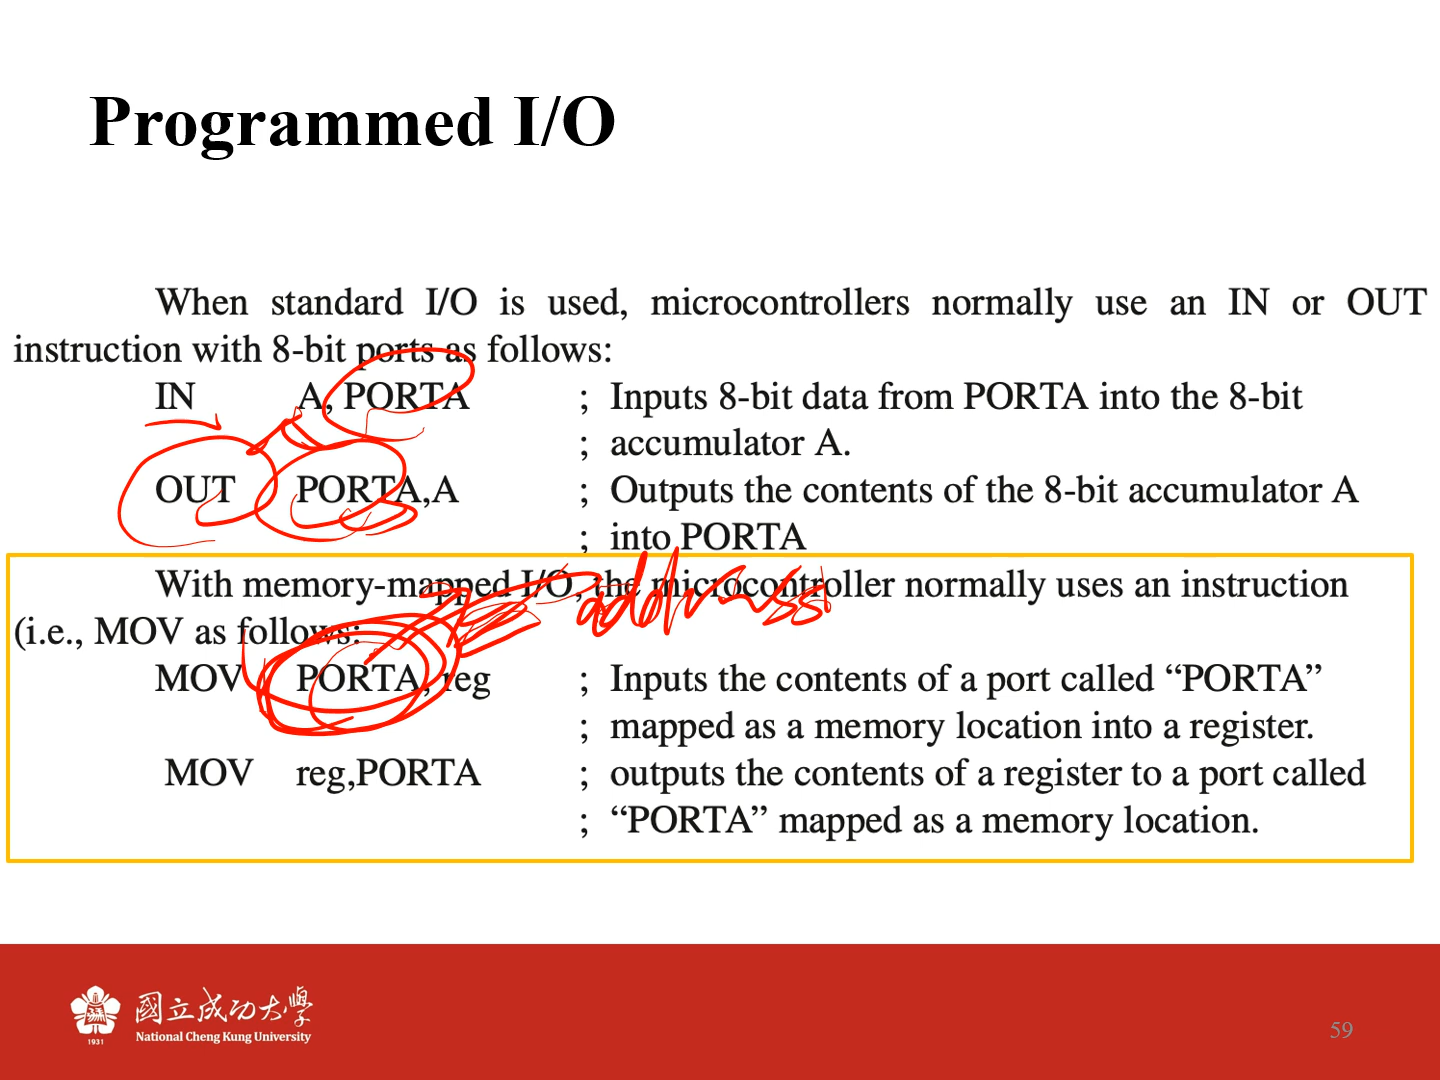 Programmed I/O
When standard I/O is used, microcontrollers normally use an IN or OUT
instruction with 8-bit ports as follows:
IN A, PORTA ; Inputs 8-bit data from PORTA into the 8-bit
; accumulator A.
OUT PORTA,A ; Outputs the contents of the 8-bit accumulator A
; into PORTA
With memory-mapped I/O, the microcontroller normally uses an instruction
address
(i.e., MOV as follows:
MOV PORTA, reg ; Inputs the contents of a port called “PORTA”
; mapped as a memory location into a register.
MOV reg,PORTA ; outputs the contents of a register to a port called
; “PORTA” mapped as a memory location.
國立成功大學
National Cheng Kung University
1931
59